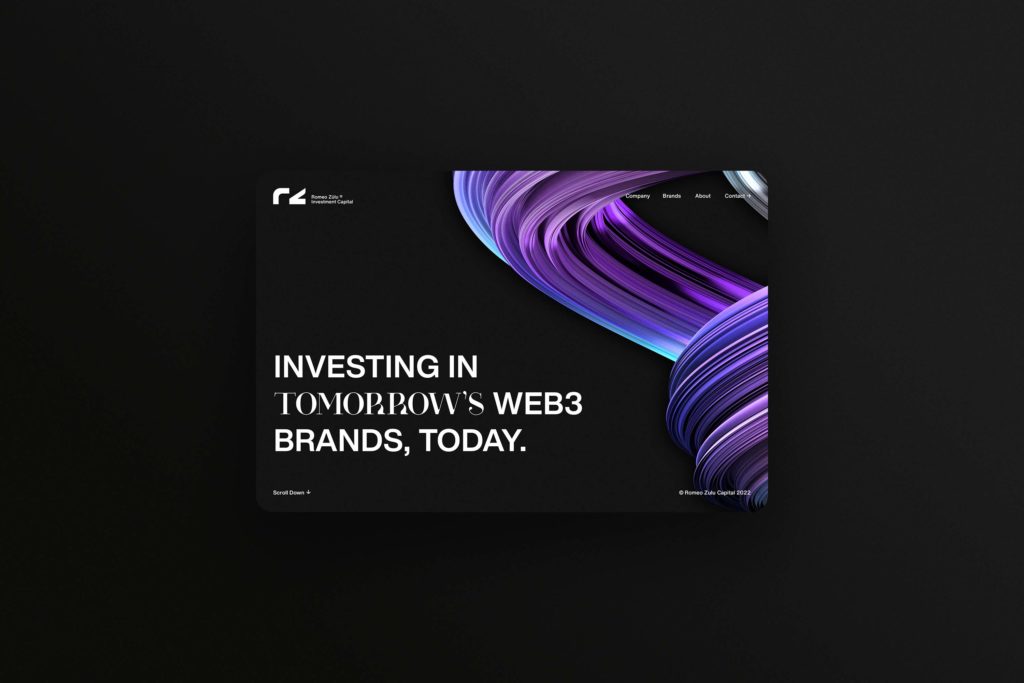 Romeo Zulu ®
Investment Capital
Company Brands About Contact →
INVESTING IN
TOMORROW'S WEB3
BRANDS, TODAY.
Scroll Down ↓
© Romeo Zulu Capital 2022